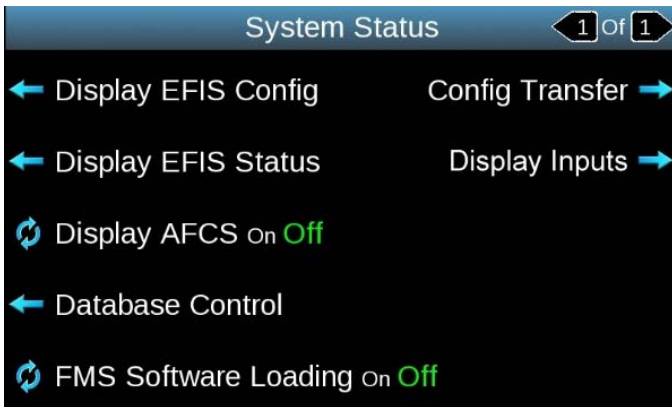 System Status 1 Of 1
Display EFIS Config Config Transfer
Display EFIS Status Display Inputs
Display AFCS On Off
Database Control
FMS Software Loading On Off